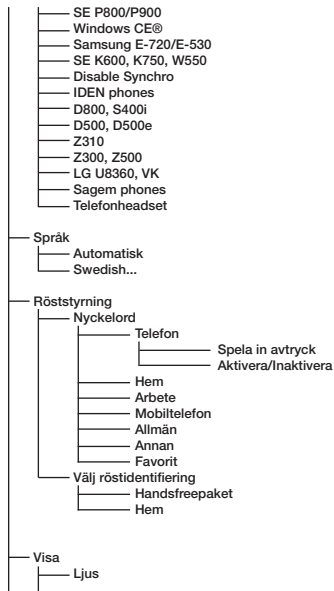 SE P800/P900
Windows CE®
Samsung E-720/E-530
SE K600, K750, W550
Disable Synchro
IDEN phones
D800, S400i
D500, D500e
Z310
Z300, Z500
LG U8360, VK
Sagem phones
Telefonheadset
Språk
Automatisk
Swedish...
Röststyrning
Nyckelord
Telefon
Spela in avtryck
Aktivera/Inaktivera
Hem
Arbete
Mobiltelefon
Allmän
Annan
Favorit
Välj röstidentifiering
Handsfreepaket
Hem
Visa
Ljus